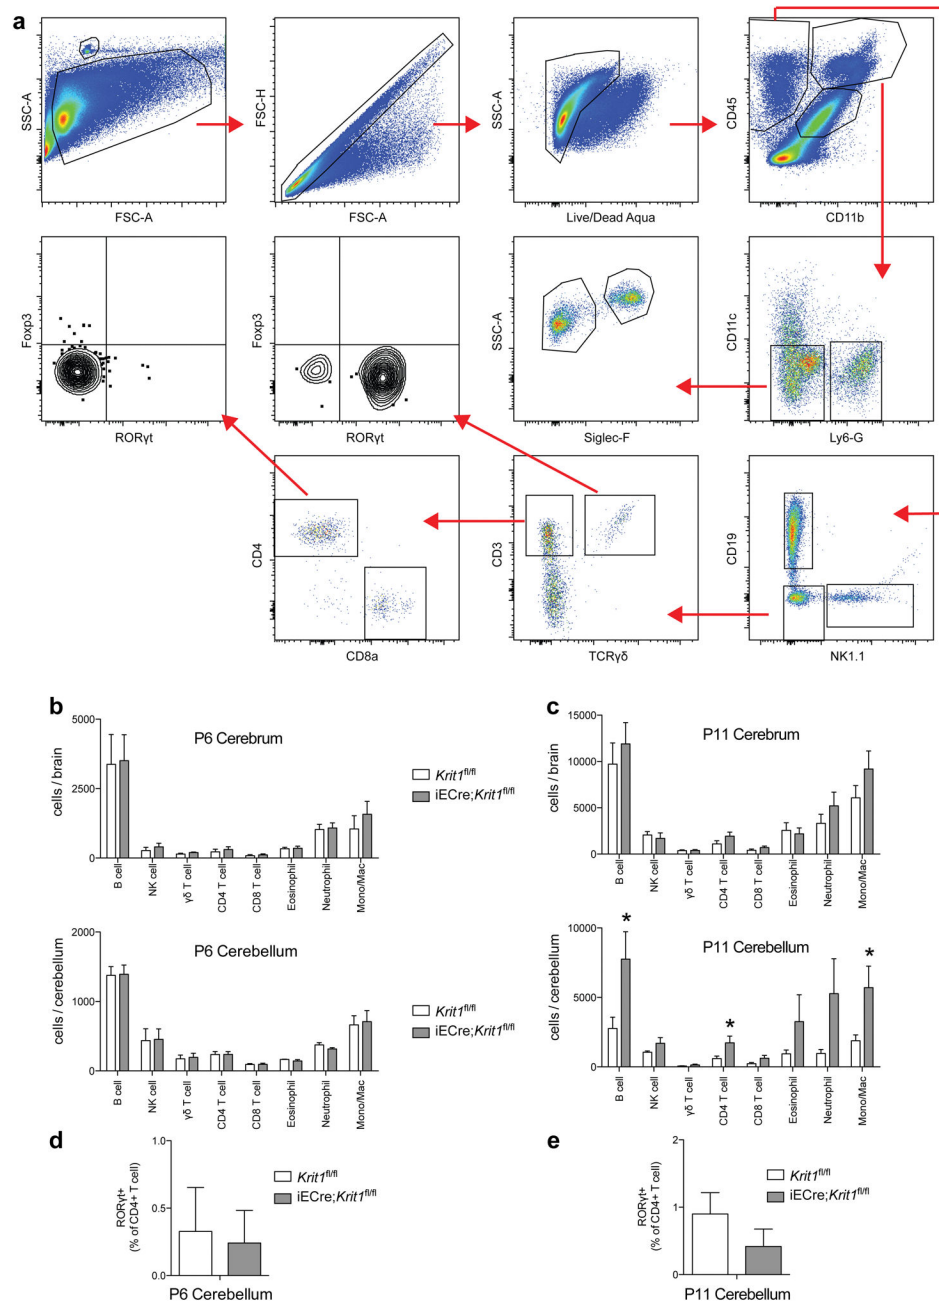 a
SSC-A
FSC-A
FSC-H
FSC-A
SSC-A
Live/Dead Aqua
CD45
CD11b
Foxp3
RORγt
Foxp3
RORγt
SSC-A
Siglec-F
CD11c
Ly6-G
CD4
CD8a
CD3
TCRγδ
CD19
NK1.1
b
P6 Cerebrum
cells / brain
5000
2500
0
B cell
NK cell
γδ T cell
CD4 T cell
CD8 T cell
Eosinophil
Neutrophil
Mono/Mac
Krit1fl/fl
iECre;Krit1fl/fl
P6 Cerebellum
cells / cerebellum
2000
1000
0
B cell
NK cell
γδ T cell
CD4 T cell
CD8 T cell
Eosinophil
Neutrophil
Mono/Mac
Krit1fl/fl
iECre;Krit1fl/fl
c
P11 Cerebrum
cells / brain
15000
10000
5000
0
B cell
NK cell
γδ T cell
CD4 T cell
CD8 T cell
Eosinophil
Neutrophil
Mono/Mac
P11 Cerebellum
cells / cerebellum
10000
5000
0
*
*
*
B cell
NK cell
γδ T cell
CD4 T cell
CD8 T cell
Eosinophil
Neutrophil
Mono/Mac
d
RORγt+
(% of CD4+ T cell)
1.0
0.5
0.0
Krit1fl/fl
iECre;Krit1fl/fl
P6 Cerebellum
e
RORγt+
(% of CD4+ T cell)
2
1
0
Krit1fl/fl
iECre;Krit1fl/fl
P11 Cerebellum